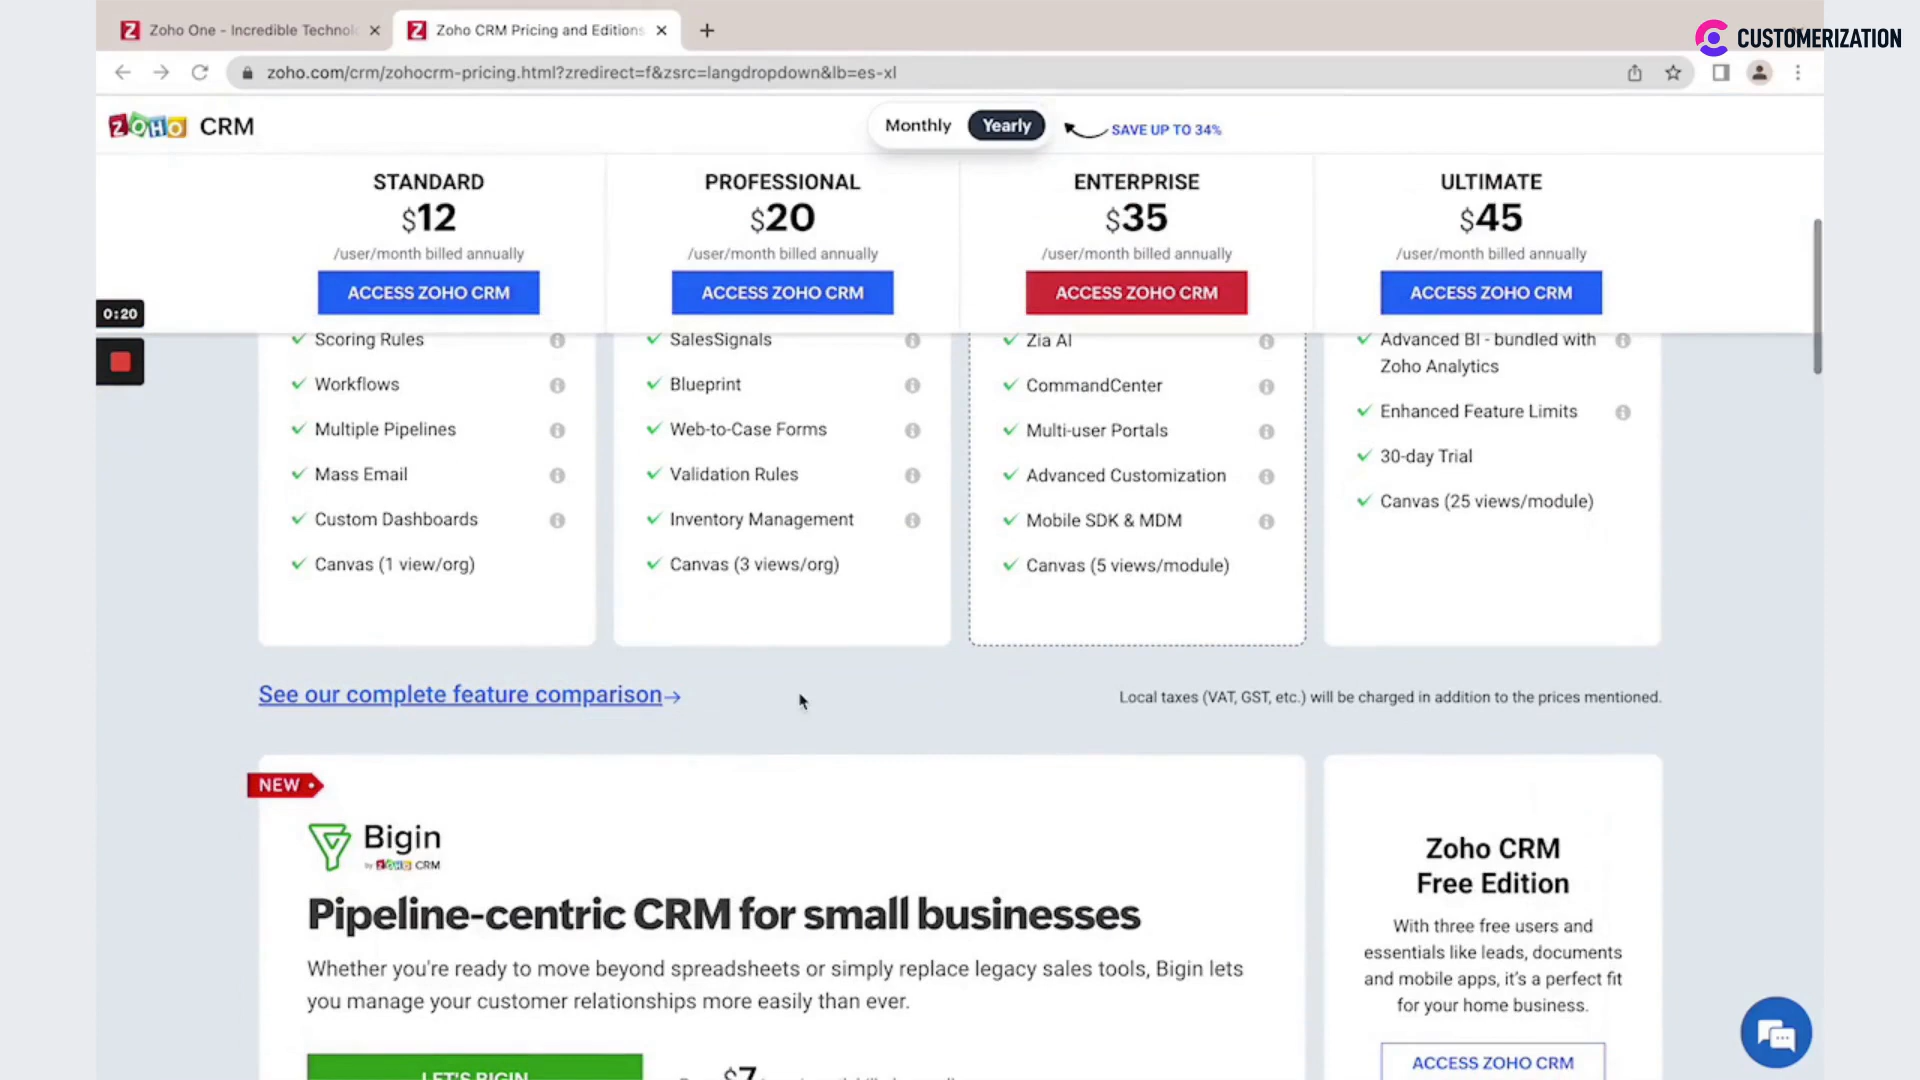 Zoho One - Incredible Technol
Zoho CRM Pricing and Editions
CUSTOMERIZATION
zoho.com/crm/zohocrm-pricing.html?zredirect=f&zsrc=langdropdown&lb=es-xl
ZOHO CRM
Monthly
Yearly
SAVE UP TO 34%
STANDARD
$12
/user/month billed annually
ACCESS ZOHO CRM
PROFESSIONAL
$20
/user/month billed annually
ACCESS ZOHO CRM
ENTERPRISE
$35
/user/month billed annually
ACCESS ZOHO CRM
ULTIMATE
$45
/user/month billed annually
ACCESS ZOHO CRM
0:20
Scoring Rules
Workflows
Multiple Pipelines
Mass Email
Custom Dashboards
Canvas (1 view/org)
SalesSignals
Blueprint
Web-to-Case Forms
Validation Rules
Inventory Management
Canvas (3 views/org)
Zia AI
CommandCenter
Multi-user Portals
Advanced Customization
Mobile SDK & MDM
Canvas (5 views/module)
Advanced BI - bundled with
Zoho Analytics
Enhanced Feature Limits
30-day Trial
Canvas (25 views/module)
See our complete feature comparison→
Local taxes (VAT, GST, etc.) will be charged in addition to the prices mentioned.
NEW
Bigin
by ZOHO CRM
Pipeline-centric CRM for small businesses
Whether you're ready to move beyond spreadsheets or simply replace legacy sales tools, Bigin lets
you manage your customer relationships more easily than ever.
LET'S BIGIN
$7
Zoho CRM
Free Edition
With three free users and
essentials like leads, documents
and mobile apps, it's a perfect fit
for your home business.
ACCESS ZOHO CRM